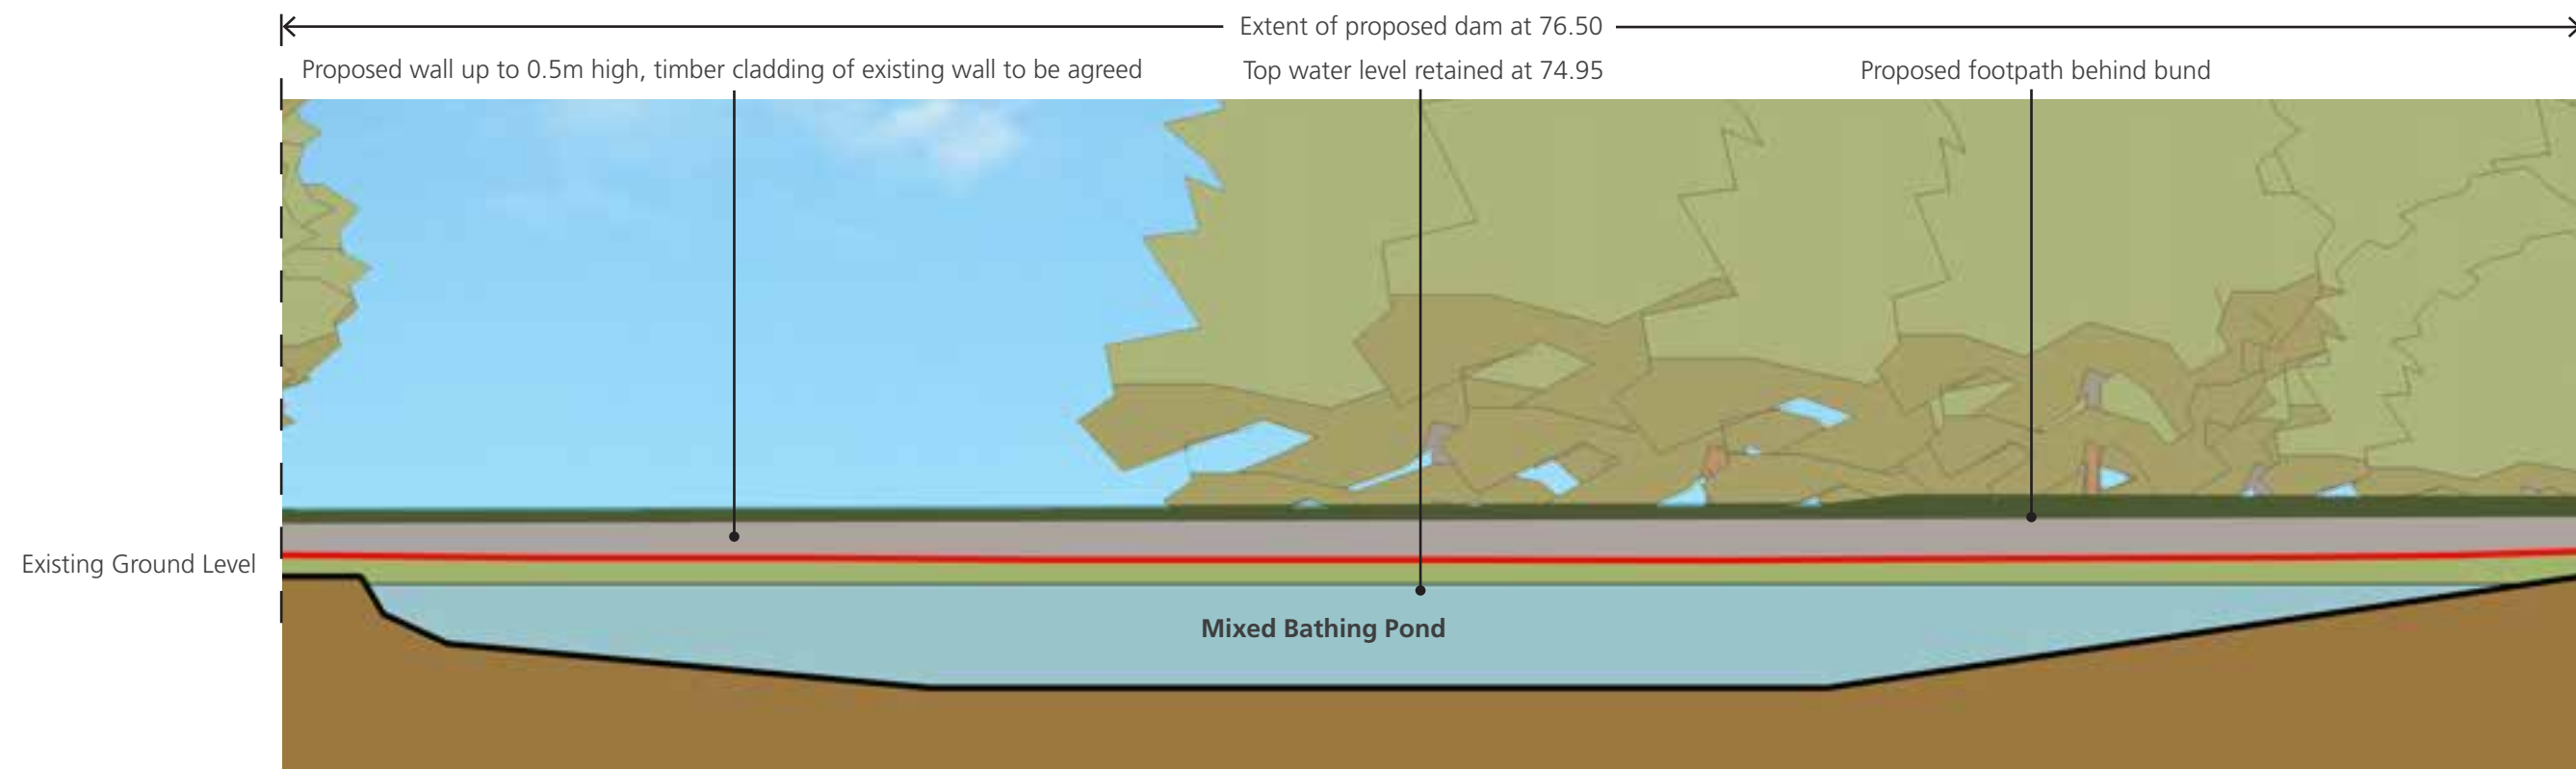 Extent of proposed dam at 76.50
Proposed wall up to 0.5m high, timber cladding of existing wall to be agreed
Top water level retained at 74.95
Proposed footpath behind bund
Existing Ground Level
Mixed Bathing Pond